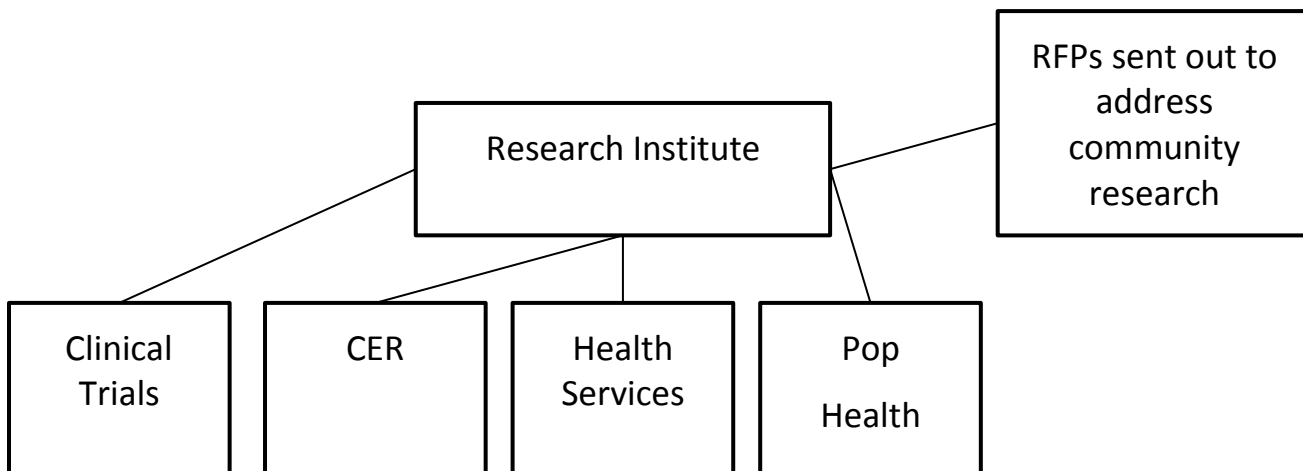 RFPs sent out to
address
community
research
Research Institute
Clinical
Trials
CER
Health
Services
Pop
Health